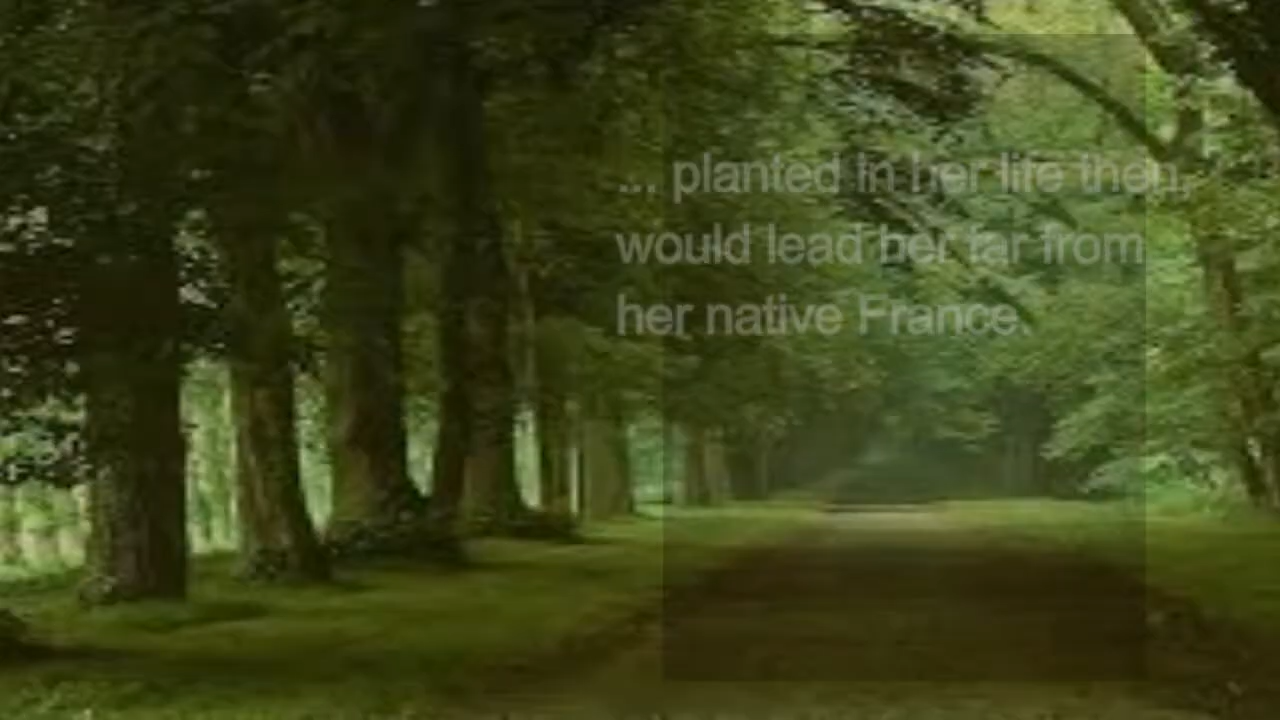 ... planted in her life then,
would lead her far from
her native France.